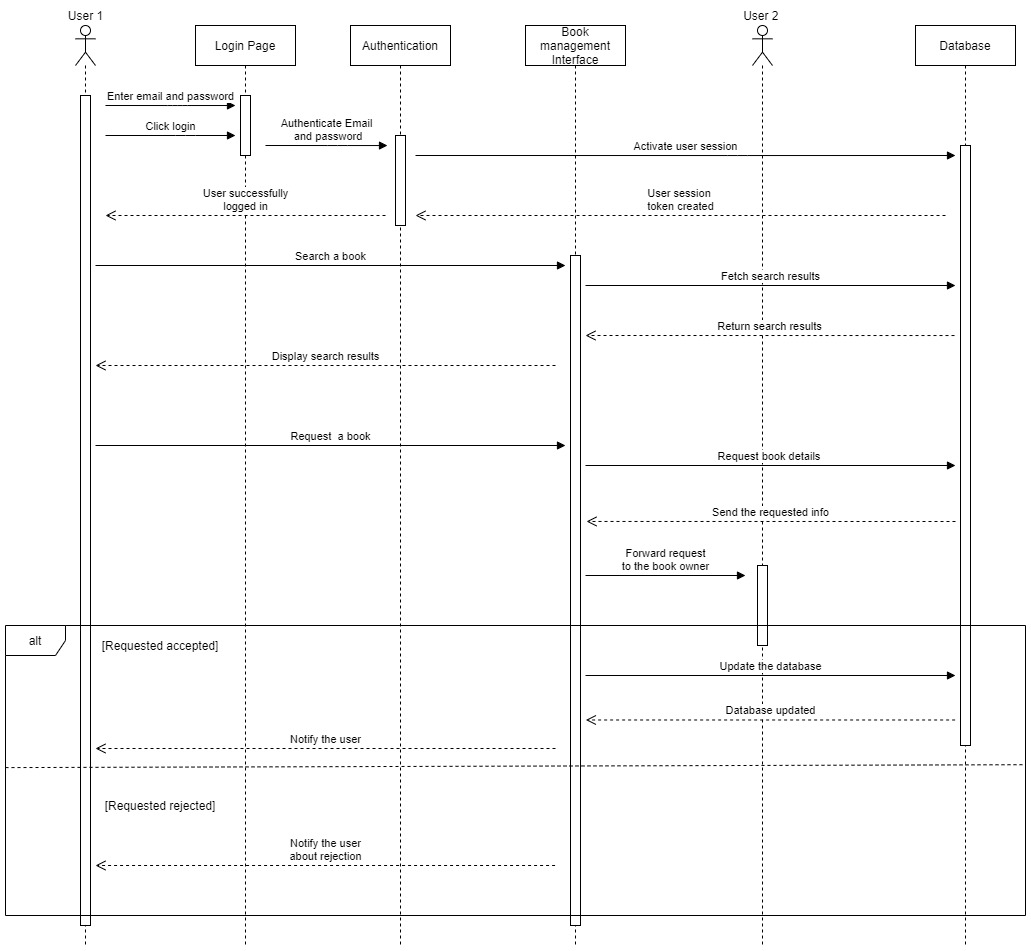 User 1
User 2
Login Page
Authentication
Book
management
Interface
Database
Enter email and password
Click login
Authenticate Email
and password
Activate user session
User successfully
logged in
User session
token created
Search a book
Fetch search results
Return search results
Display search results
Request  a book
Request book details
Send the requested info
Forward request
to the book owner
alt
[Requested accepted]
Update the database
Database updated
Notify the user
[Requested rejected]
Notify the user
about rejection